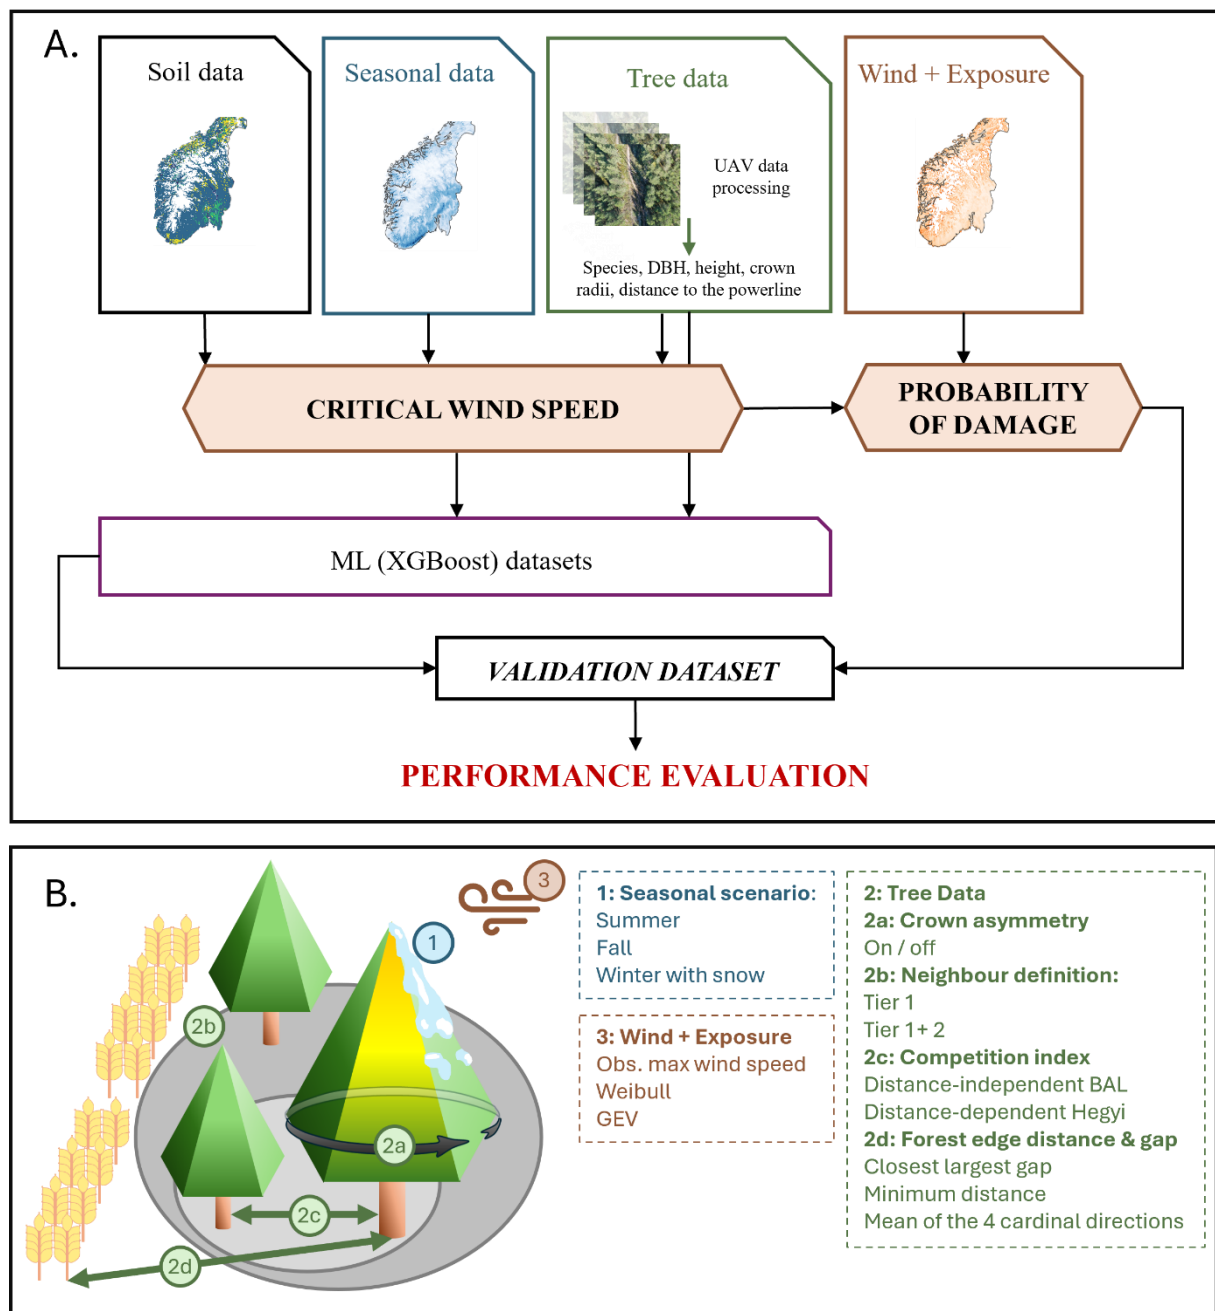 A.
Soil data
Seasonal data
Tree data
Wind + Exposure
UAV data
processing
Species, DBH, height, crown
radii, distance to the powerline
CRITICAL WIND SPEED
PROBABILITY
OF DAMAGE
ML (XGBoost) datasets
VALIDATION DATASET
PERFORMANCE EVALUATION
B.
3
1
2b
2a
2c
2d
1: Seasonal scenario:
Summer
Fall
Winter with snow
3: Wind + Exposure
Obs. max wind speed
Weibull
GEV
2: Tree Data
2a: Crown asymmetry
On / off
2b: Neighbour definition:
Tier 1
Tier 1+ 2
2c: Competition index
Distance-independent BAL
Distance-dependent Hegyi
2d: Forest edge distance & gap
Closest largest gap
Minimum distance
Mean of the 4 cardinal directions